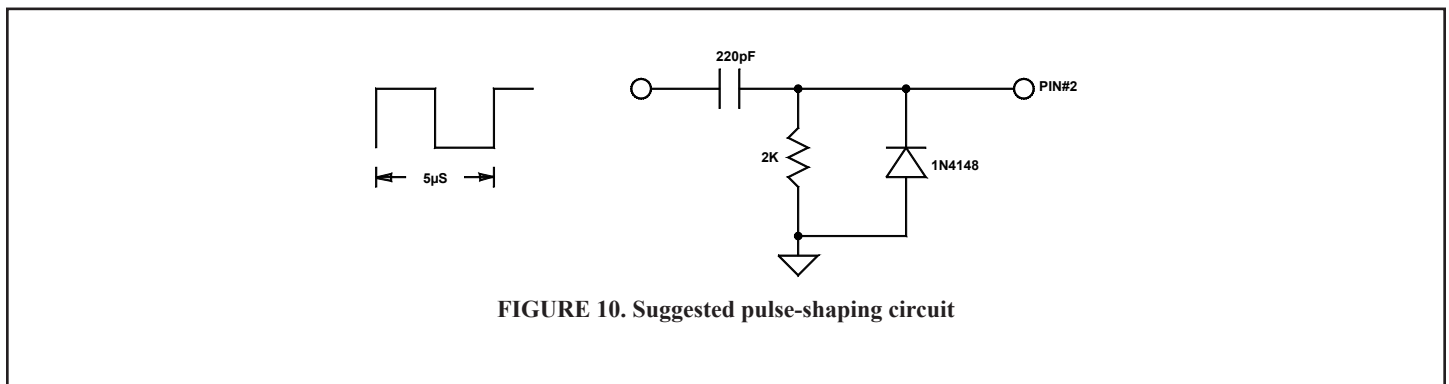 220pF
PIN#2
2K
1N4148
5µS
FIGURE 10. Suggested pulse-shaping circuit